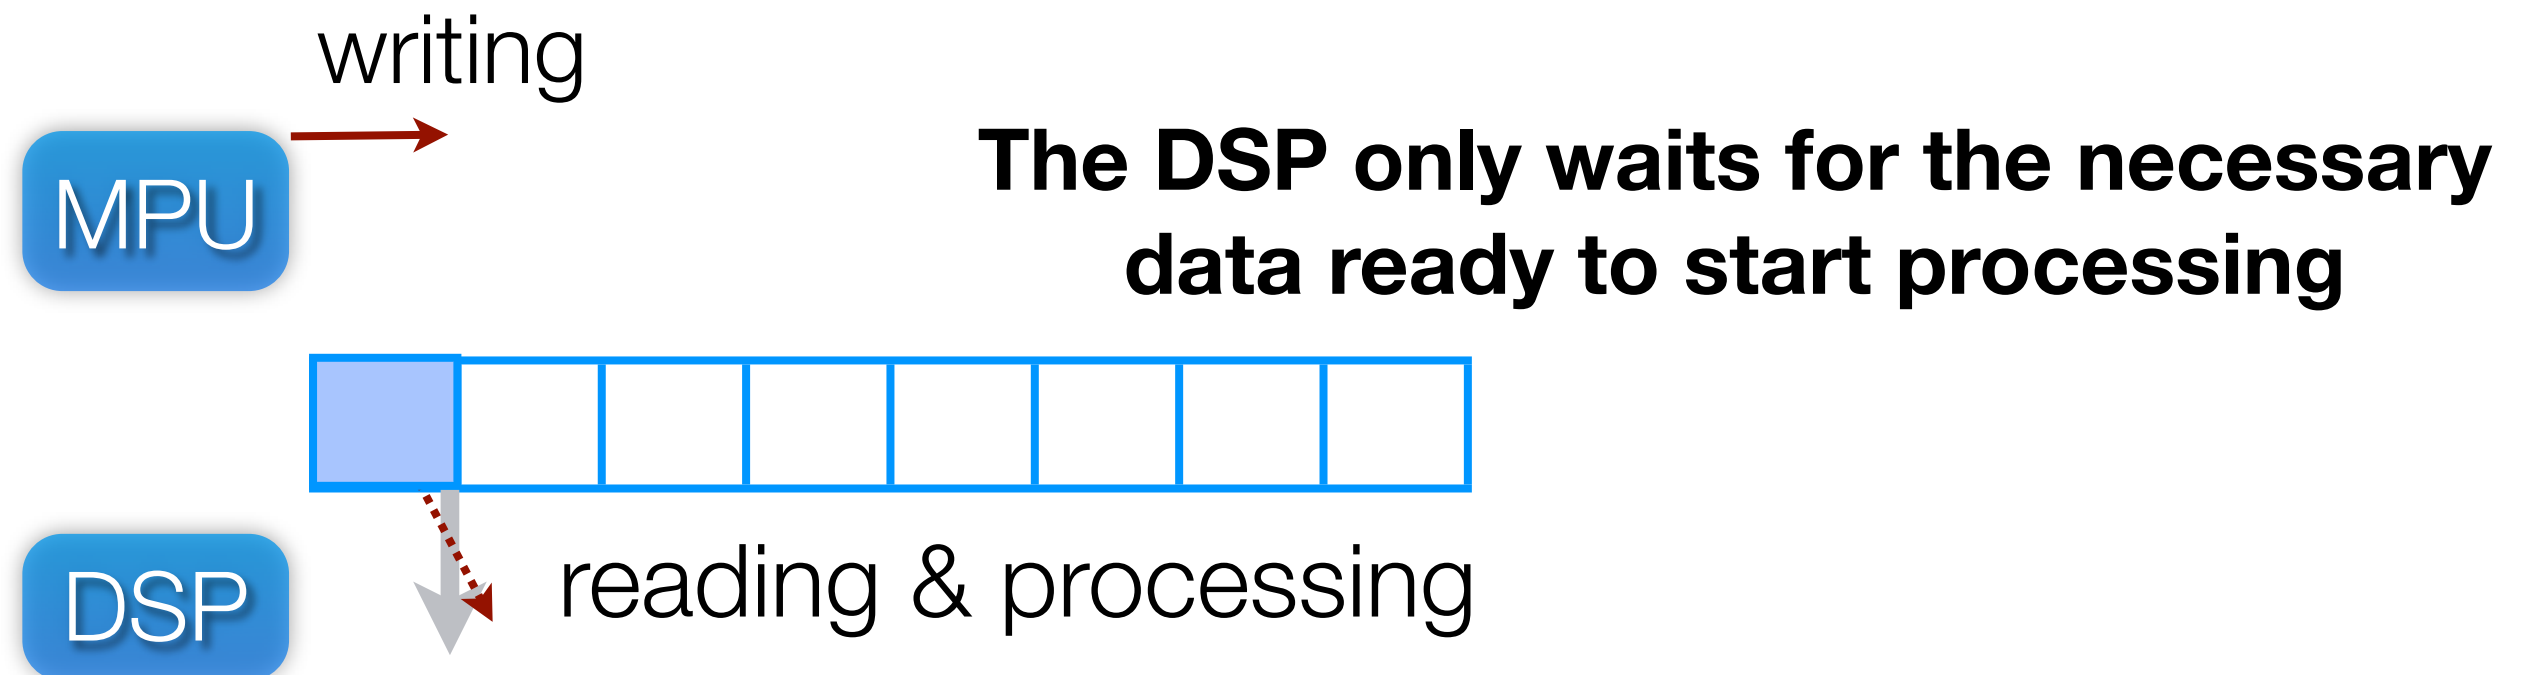 writing
MPU
The DSP only waits for the necessary
data ready to start processing
DSP
reading & processing